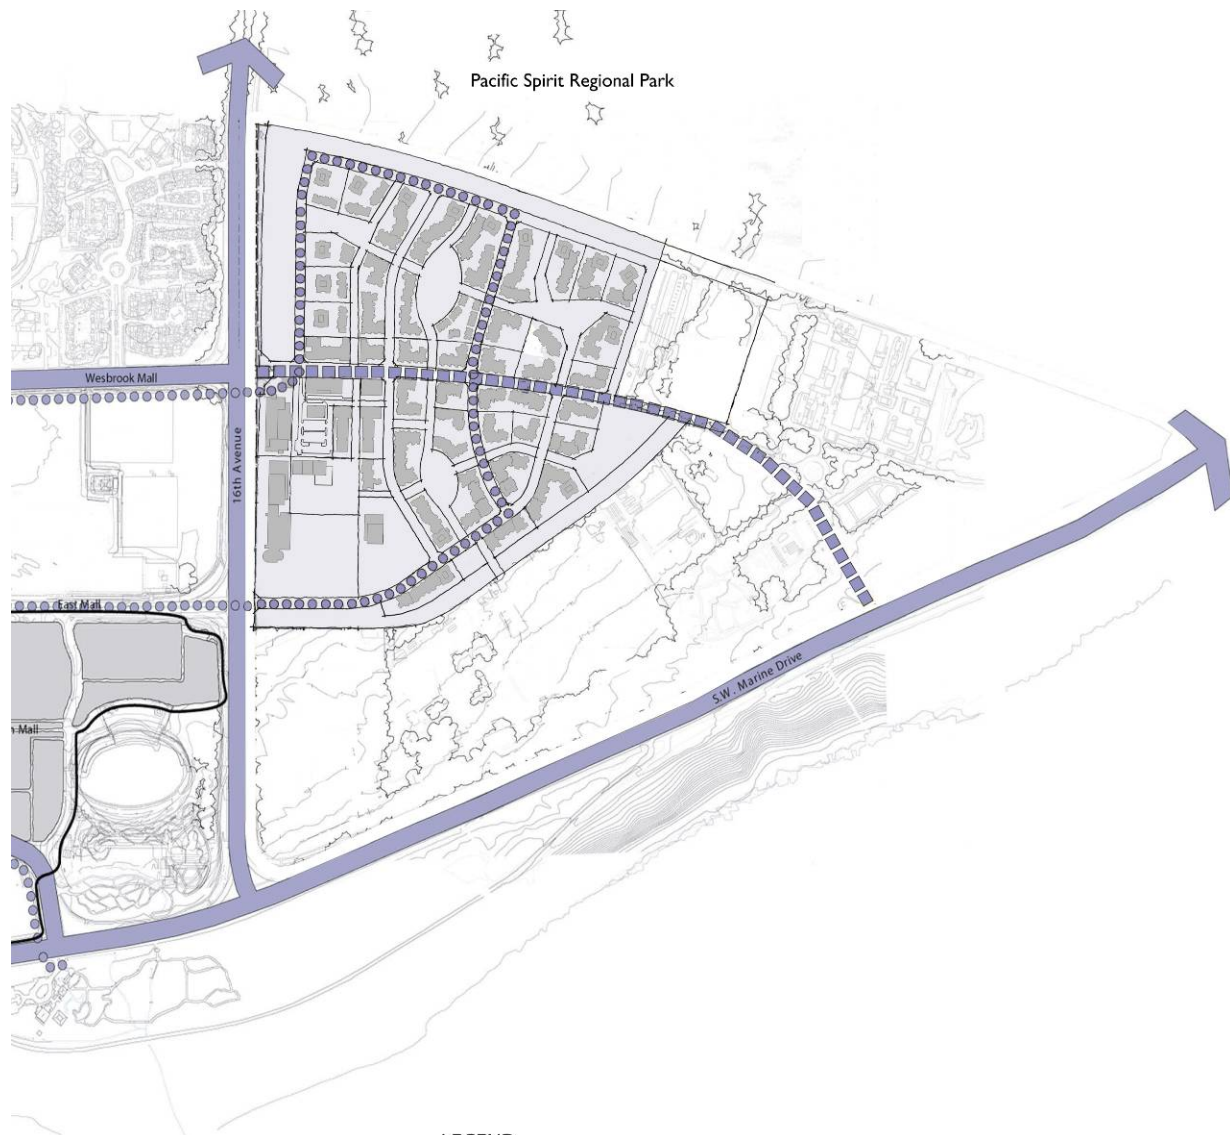 Pacific Spirit Regional Park
Wesbrook Mall
16th Avenue
East Mall
S.W. Marine Drive
Mall